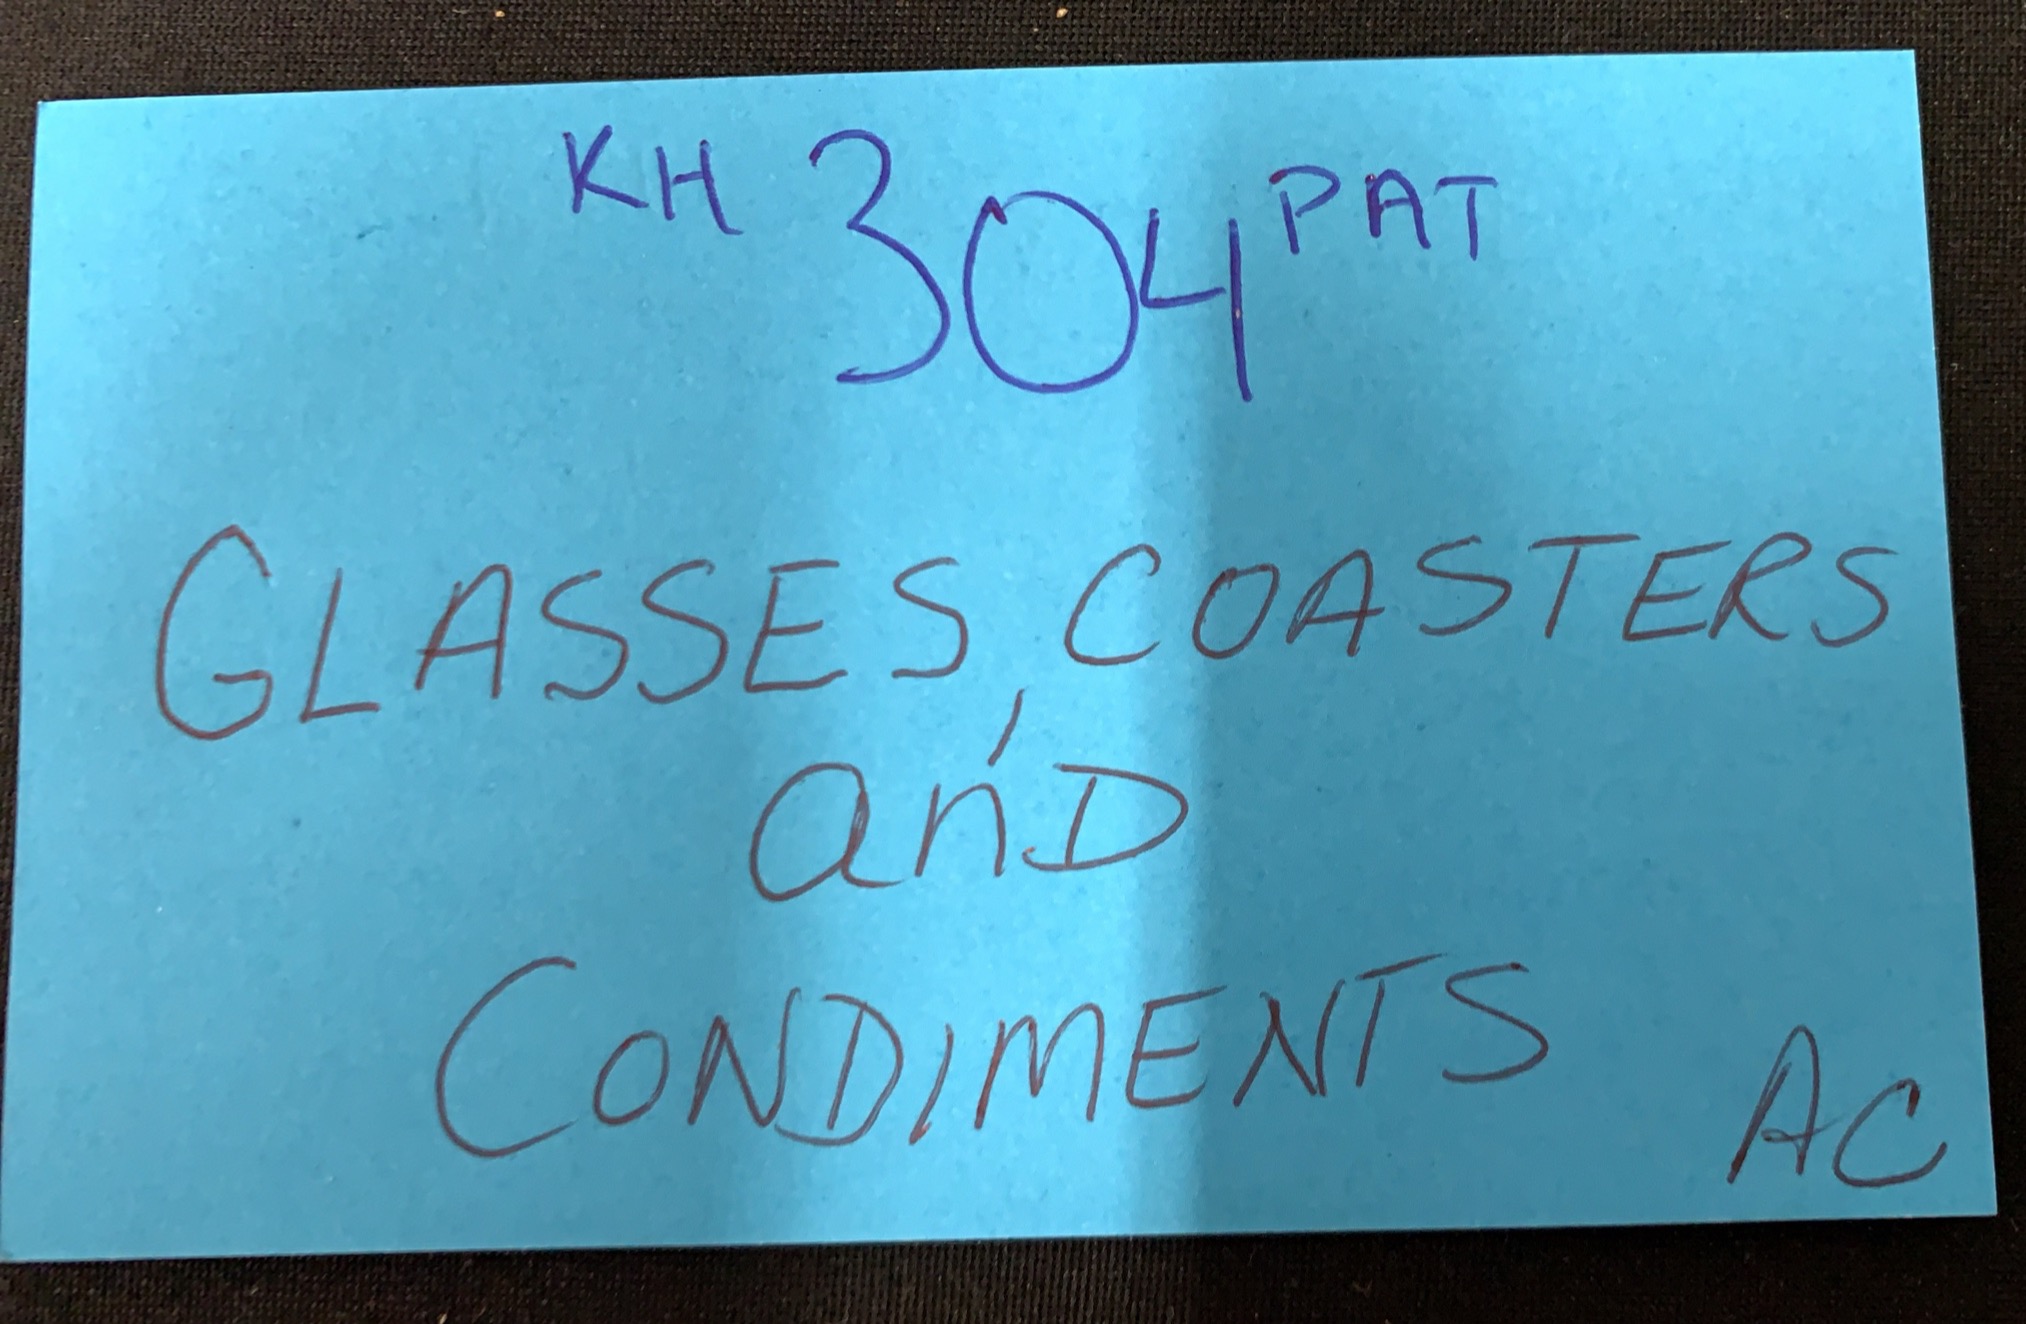 KH 304 PAT
GLASSES, COASTERS
anD
CONDIMENTS
AC